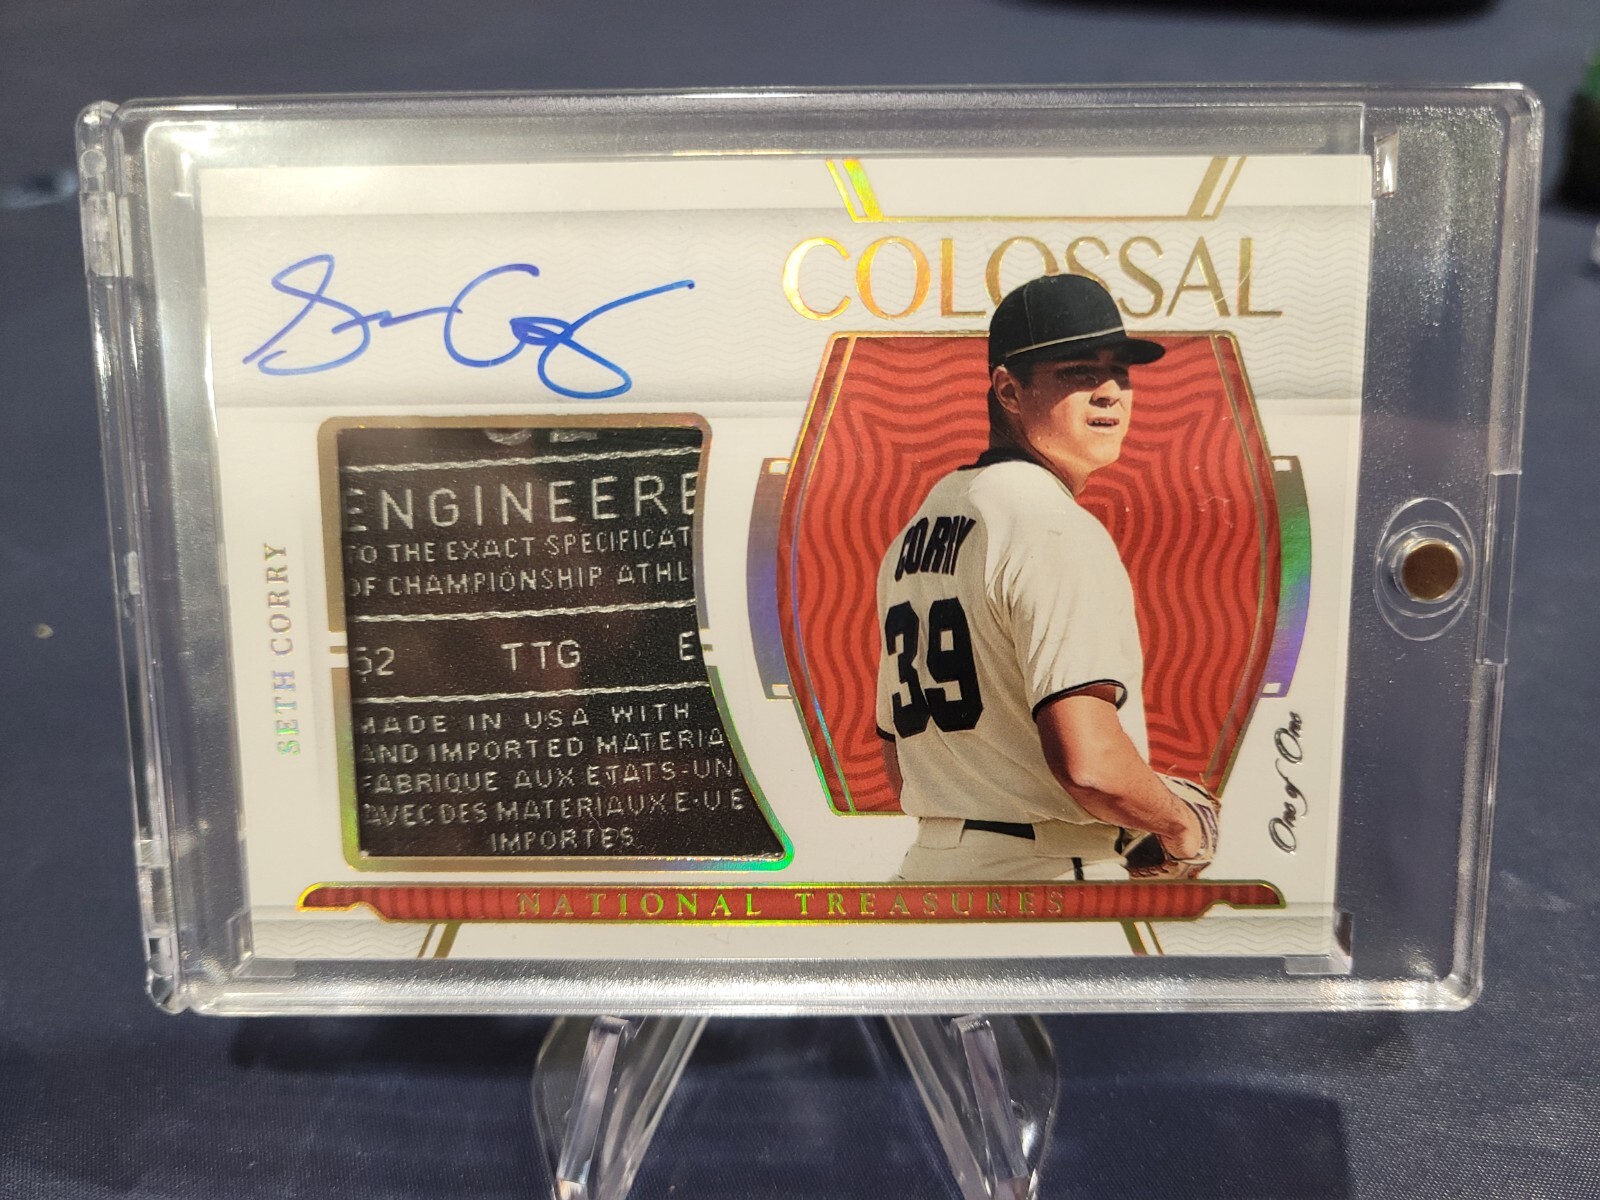 COLOSSAL
SETH CORRY
ENGINEERE
TO THE EXACT SPECIFICAT
OF CHAMPIONSHIP ATHL
52 TTG E
MADE IN USA WITH
AND IMPORTED MATERIA
FABRIQUE AUX ETATS-UN
AVEC DES MATERIAUX E-U E
IMPORTES
CORRY
39
One of One
NATIONAL TREASURES